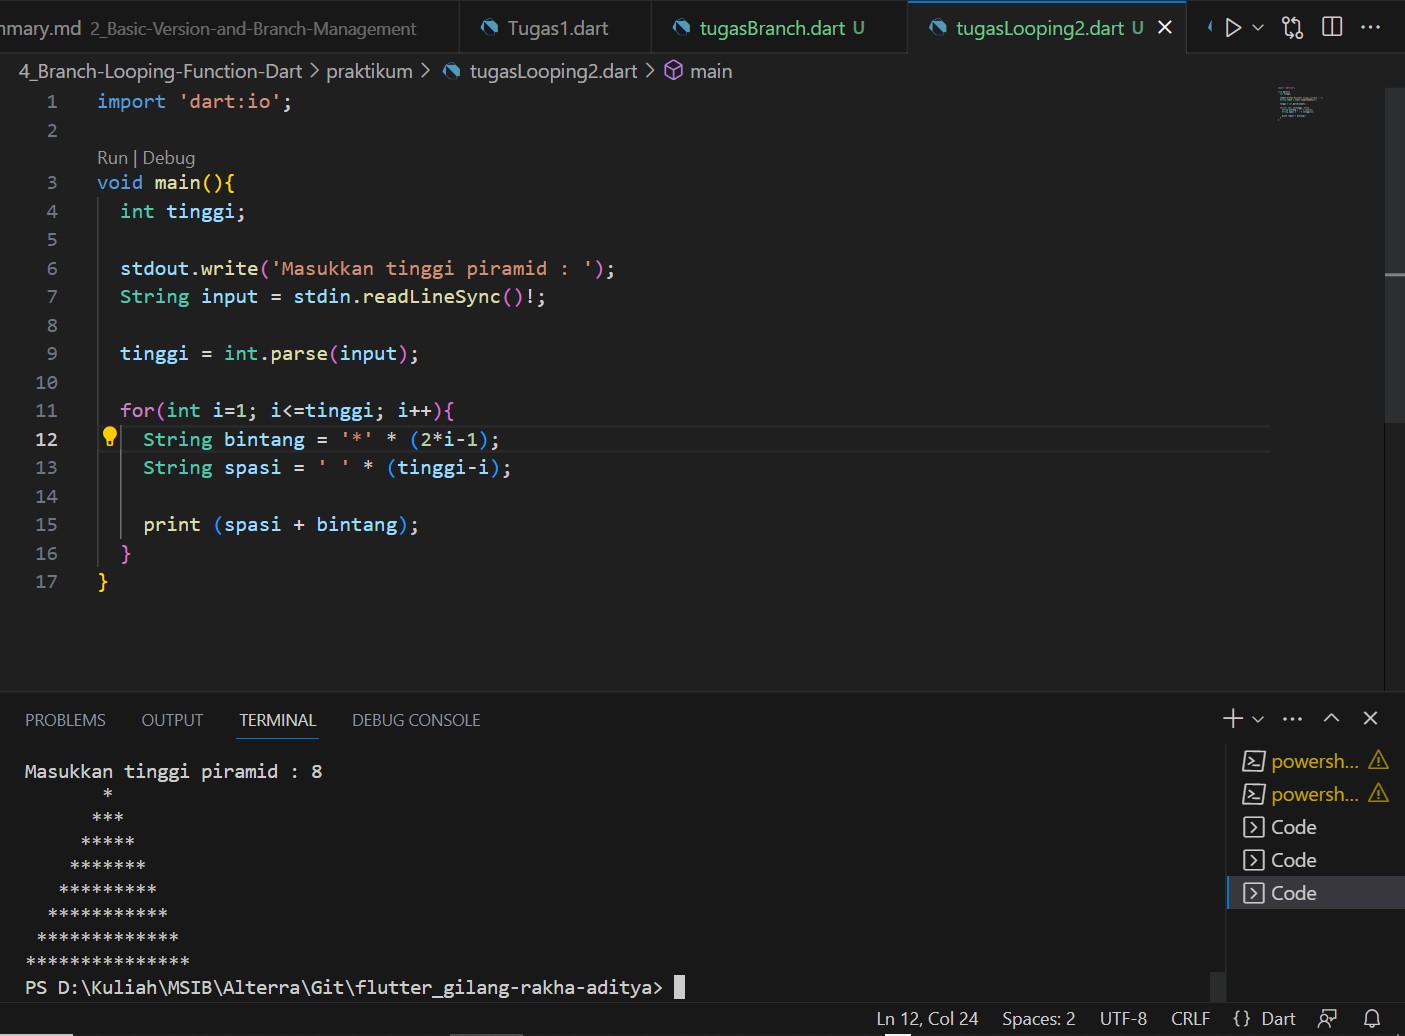 nmary.md 2_Basic-Version-and-Branch-Management Tugas1.dart tugasBranch.dart U tugasLooping2.dart U
4_Branch-Looping-Function-Dart > praktikum > tugasLooping2.dart > main
1 import 'dart:io';
2
Run | Debug
3 void main(){
4   int tinggi;
5
6   stdout.write('Masukkan tinggi piramid : ');
7   String input = stdin.readLineSync()!;
8
9   tinggi = int.parse(input);
10
11   for(int i=1; i<=tinggi; i++){
12     String bintang = '*' * (2*i-1);
13     String spasi = ' ' * (tinggi-i);
14
15     print (spasi + bintang);
16   }
17 }
PROBLEMS OUTPUT TERMINAL DEBUG CONSOLE
Masukkan tinggi piramid : 8
       *
      ***
     *****
    *******
   *********
  ***********
 *************
***************
PS D:\Kuliah\MSIB\Alterra\Git\flutter_gilang-rakha-aditya>
powersh...
powersh...
Code
Code
Code
Ln 12, Col 24 Spaces: 2 UTF-8 CRLF {} Dart